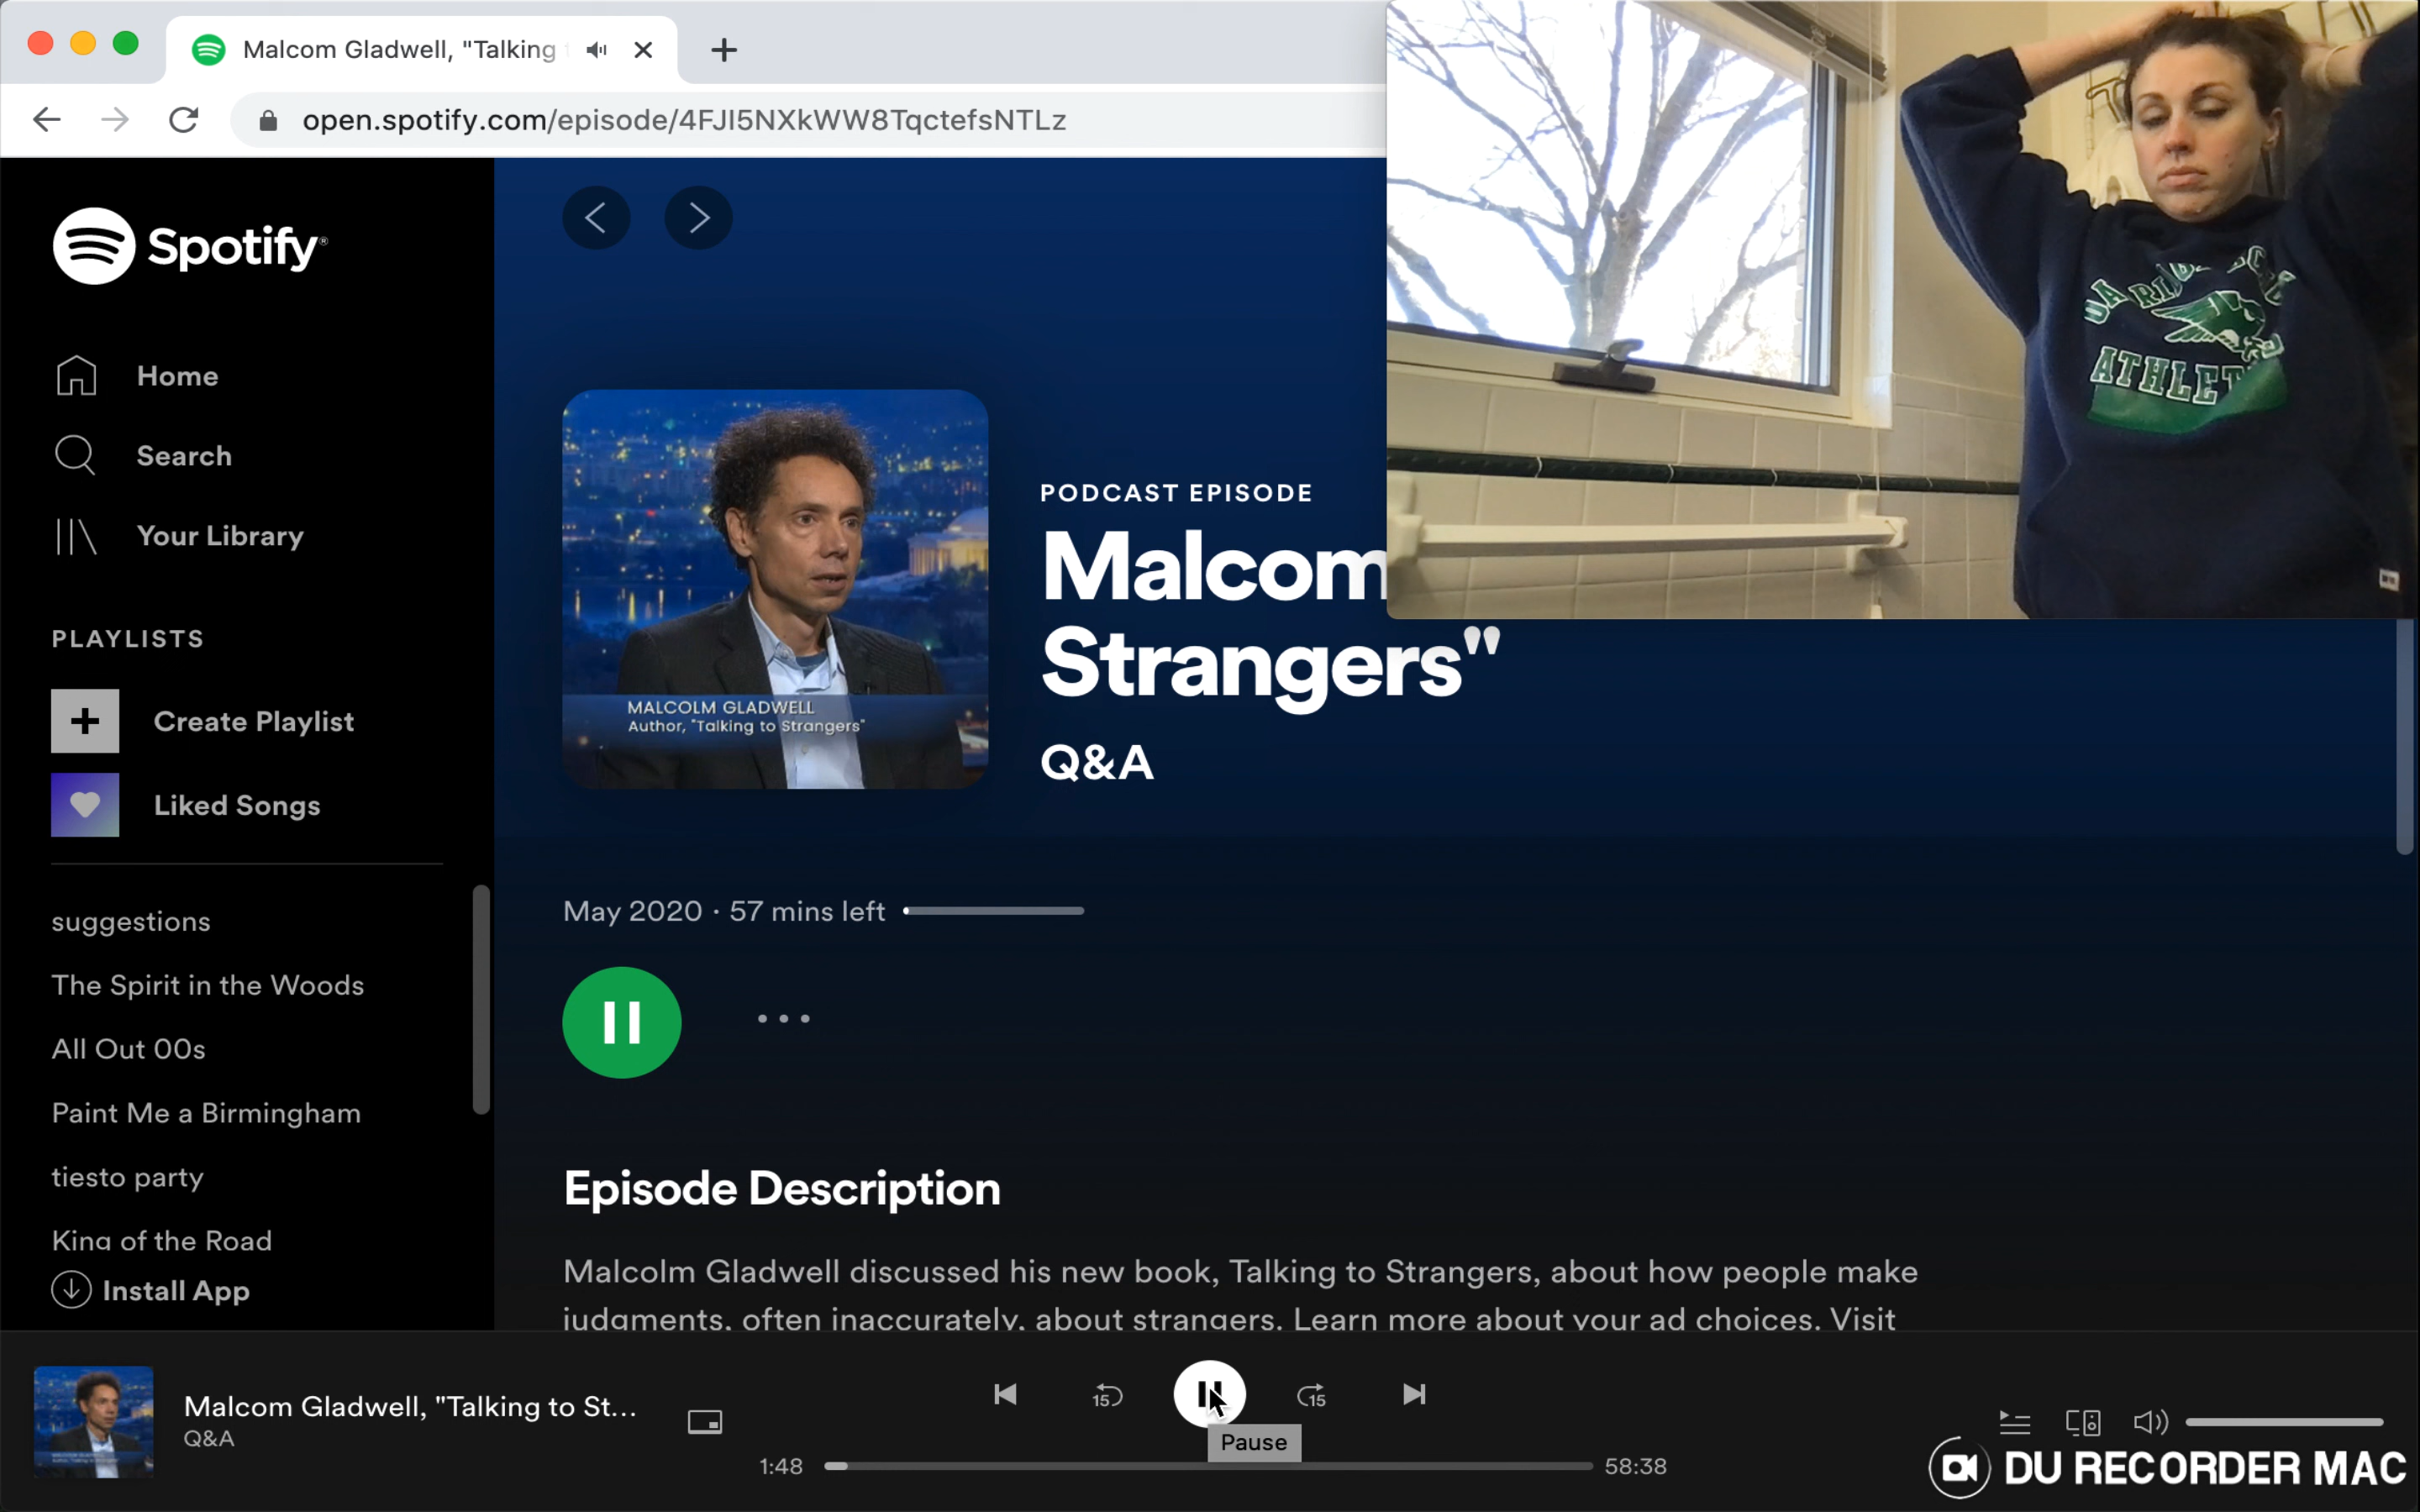 Malcom Gladwell, "Talking
open.spotify.com/episode/4FJI5NXkWW8TqctefsNTLz
Spotify®
Home
Search
Your Library
PLAYLISTS
Create Playlist
Liked Songs
suggestions
The Spirit in the Woods
All Out 00s
Paint Me a Birmingham
tiesto party
King of the Road
Install App
MALCOLM GLADWELL
Author, "Talking to Strangers"
PODCAST EPISODE
Malcom
Strangers"
Q&A
May 2020 · 57 mins left
Episode Description
Malcolm Gladwell discussed his new book, Talking to Strangers, about how people make
judgments, often inaccurately, about strangers. Learn more about your ad choices. Visit
ATHLET
Malcom Gladwell, "Talking to St...
Q&A
15
15
Pause
1:48
58:38
DU RECORDER MAC